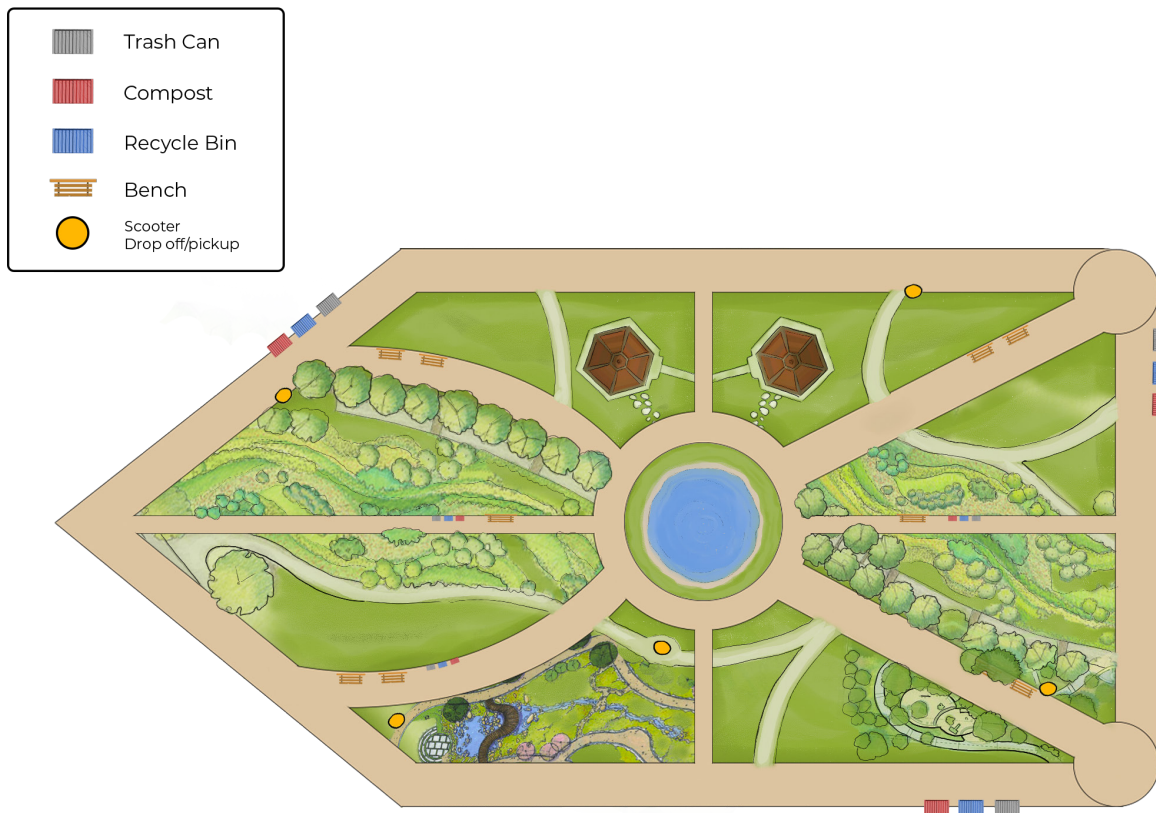 Trash Can
Compost
Recycle Bin
Bench
Scooter
Drop off/pickup